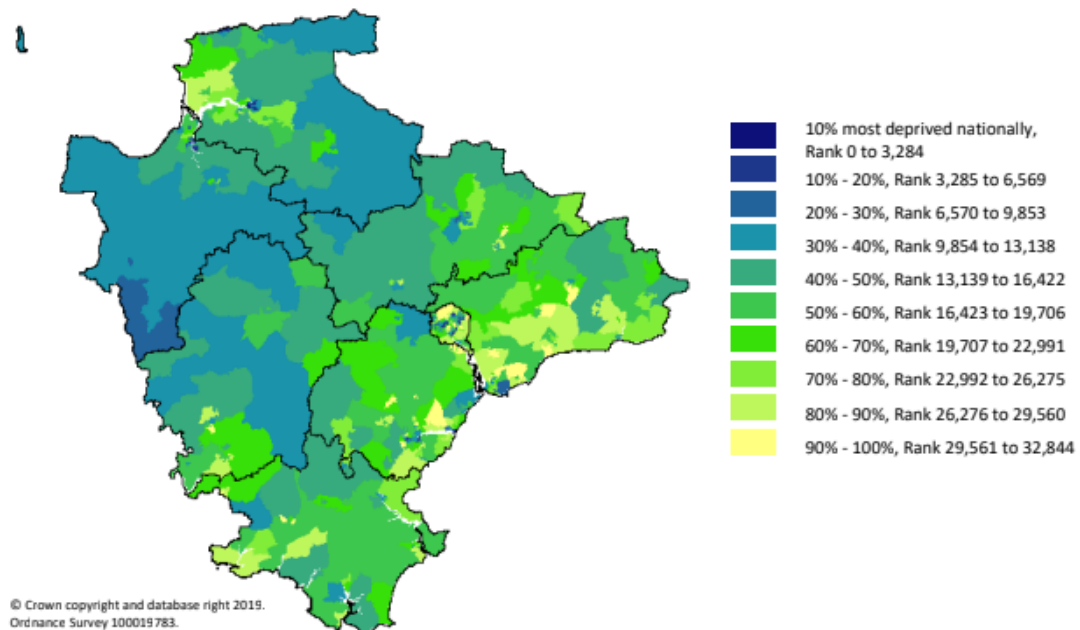 10% most deprived nationally,
Rank 0 to 3,284
10% - 20%, Rank 3,285 to 6,569
20% - 30%, Rank 6,570 to 9,853
30% - 40%, Rank 9,854 to 13,138
40% - 50%, Rank 13,139 to 16,422
50% - 60%, Rank 16,423 to 19,706
60% - 70%, Rank 19,707 to 22,991
70% - 80%, Rank 22,992 to 26,275
80% - 90%, Rank 26,276 to 29,560
90% - 100%, Rank 29,561 to 32,844
© Crown copyright and database right 2019.
Ordnance Survey 100019783.